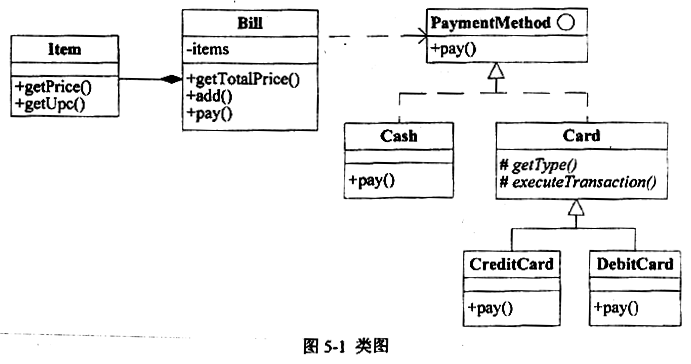 Item
+getPrice()
+getUpc()
Bill
-items
+getTotalPrice()
+add()
+pay()
PaymentMethod
+pay()
Cash
+pay()
Card
# getType()
# executeTransaction()
CreditCard
+pay()
DebitCard
+pay()
图 5-1 类图